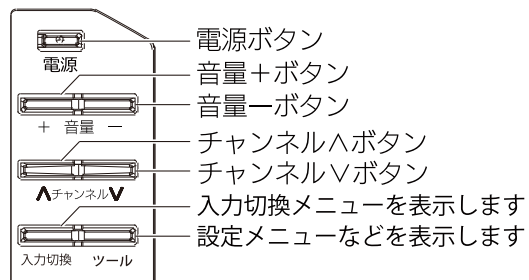 電源ボタン
電源
音量＋ボタン
音量ーボタン
＋ 音量 ー
チャンネル∧ボタン
チャンネル∨ボタン
∧チャンネル∨
入力切換メニューを表示します
設定メニューなどを表示します
入力切換 ツール